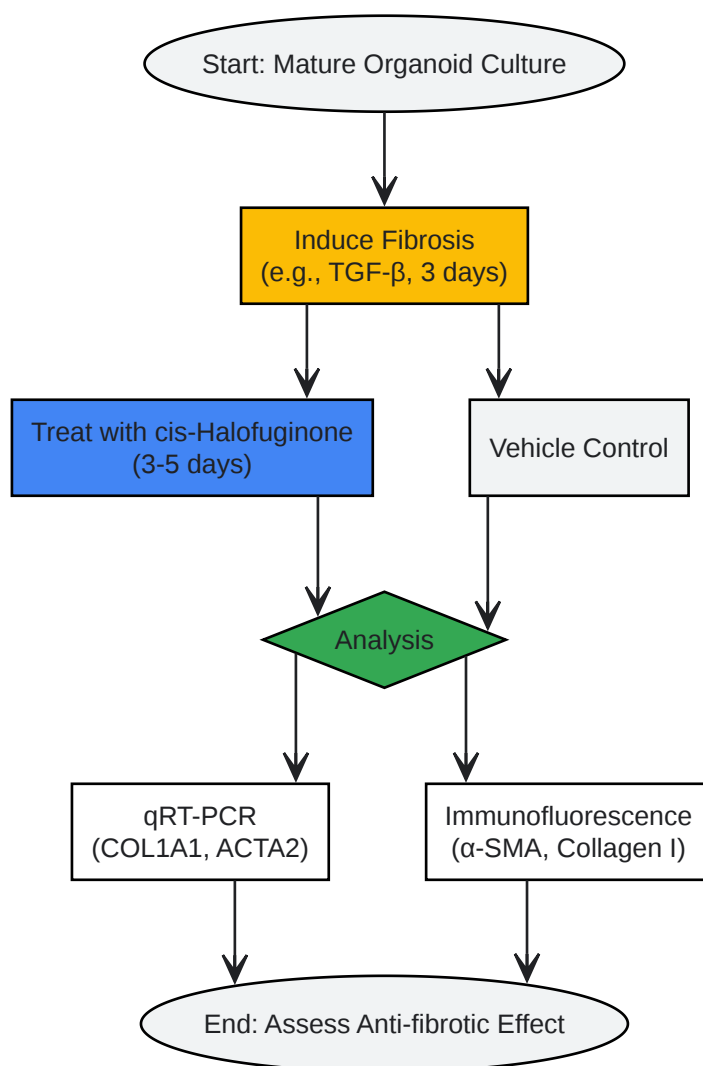 Start: Mature Organoid Culture
Induce Fibrosis
(e.g., TGF-β, 3 days)
Treat with cis-Halofuginone
(3-5 days)
Vehicle Control
Analysis
qRT-PCR
(COL1A1, ACTA2)
Immunofluorescence
(α-SMA, Collagen I)
End: Assess Anti-fibrotic Effect